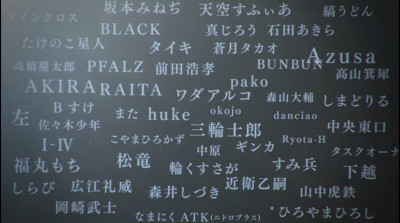 坂本みねぢ 天空すふぃあ 縞うどん
アインクロス
BLACK 真じろう 石田あきら
たけのこ星人 タイキ 蒼月タカオ Azusa
高橋慶太郎 PFALZ 前田浩孝 BUNBUN 高山箕犀
AKIRA RAITA ワダアルコ pako 森山大輔 しまどりる
Bすけ また huke okojo danciao
左 佐々木少年 三輪士郎 中央東口
I-IV こやまひろかず 中原 ギンカ Ryota-H タスクオーナ
福丸もち 松竜 輪くすさが すみ兵 下越
しらび 広江礼威 森井しづき 近衛乙嗣 山中虎鉄
岡崎武士 なまにくATK(ニトロプラス) ひろやまひろし